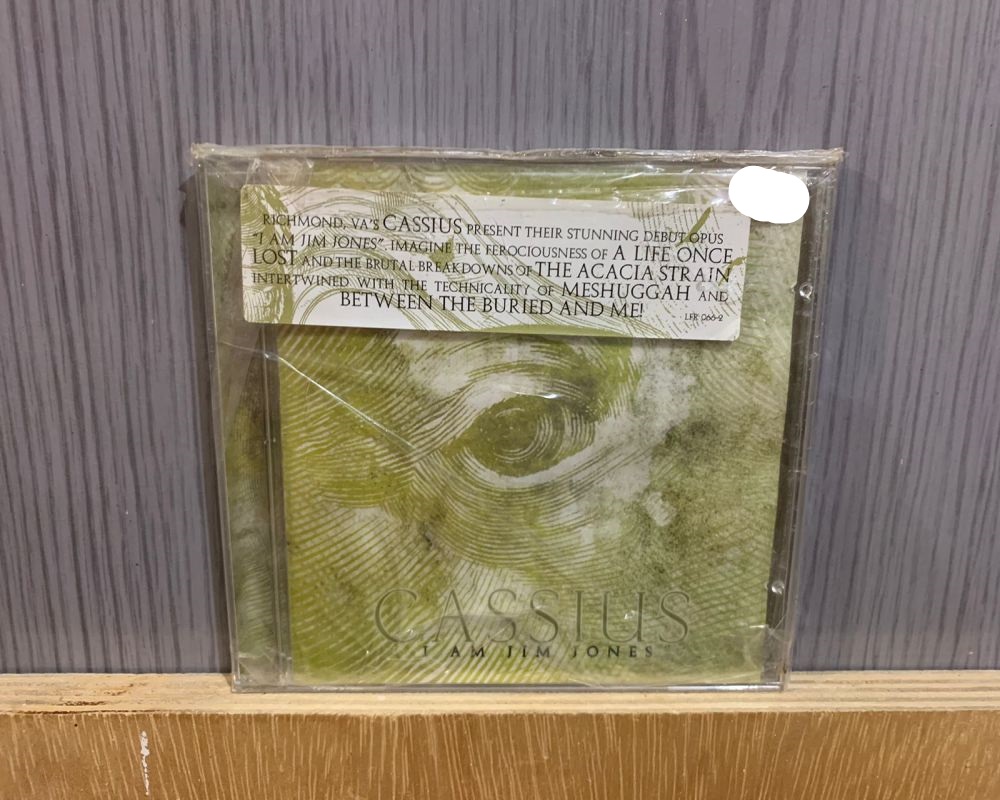 RICHMOND, VA'S CASSIUS PRESENT THEIR STUNNING DEBUT OPUS
"I AM JIM JONES". IMAGINE THE FEROCIOUSNESS OF A LIFE ONCE
LOST AND THE BRUTAL BREAKDOWNS OF THE ACACIA STRAIN
INTERTWINED WITH THE TECHNICALITY OF MESHUGGAH AND
BETWEEN THE BURIED AND ME!
LFR 066-2
CASSIUS
"I AM JIM JONES"